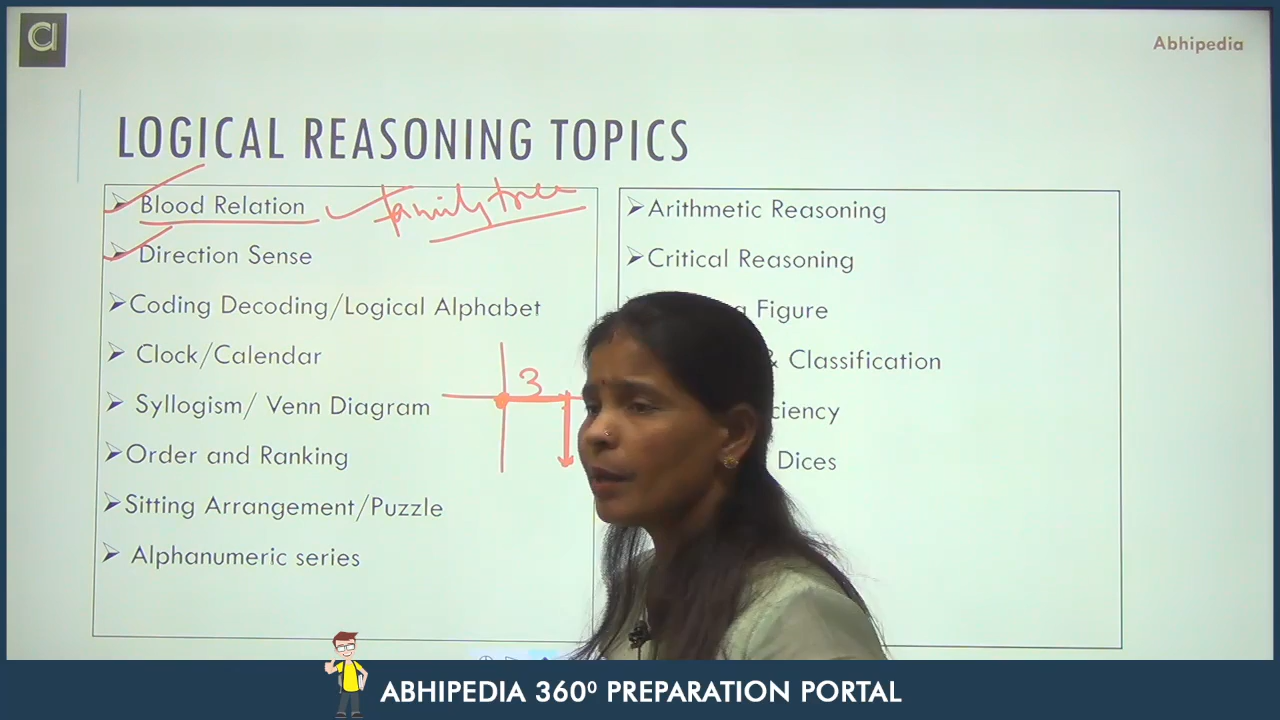 Abhipedia
LOGICAL REASONING TOPICS
Blood Relation family tree
Direction Sense
Coding Decoding/Logical Alphabet
Clock/Calendar
Syllogism/ Venn Diagram
Order and Ranking
Sitting Arrangement/Puzzle
Alphanumeric series
3
Arithmetic Reasoning
Critical Reasoning
Figure
& Classification
Dices
ABHIPEDIA 360⁰ PREPARATION PORTAL